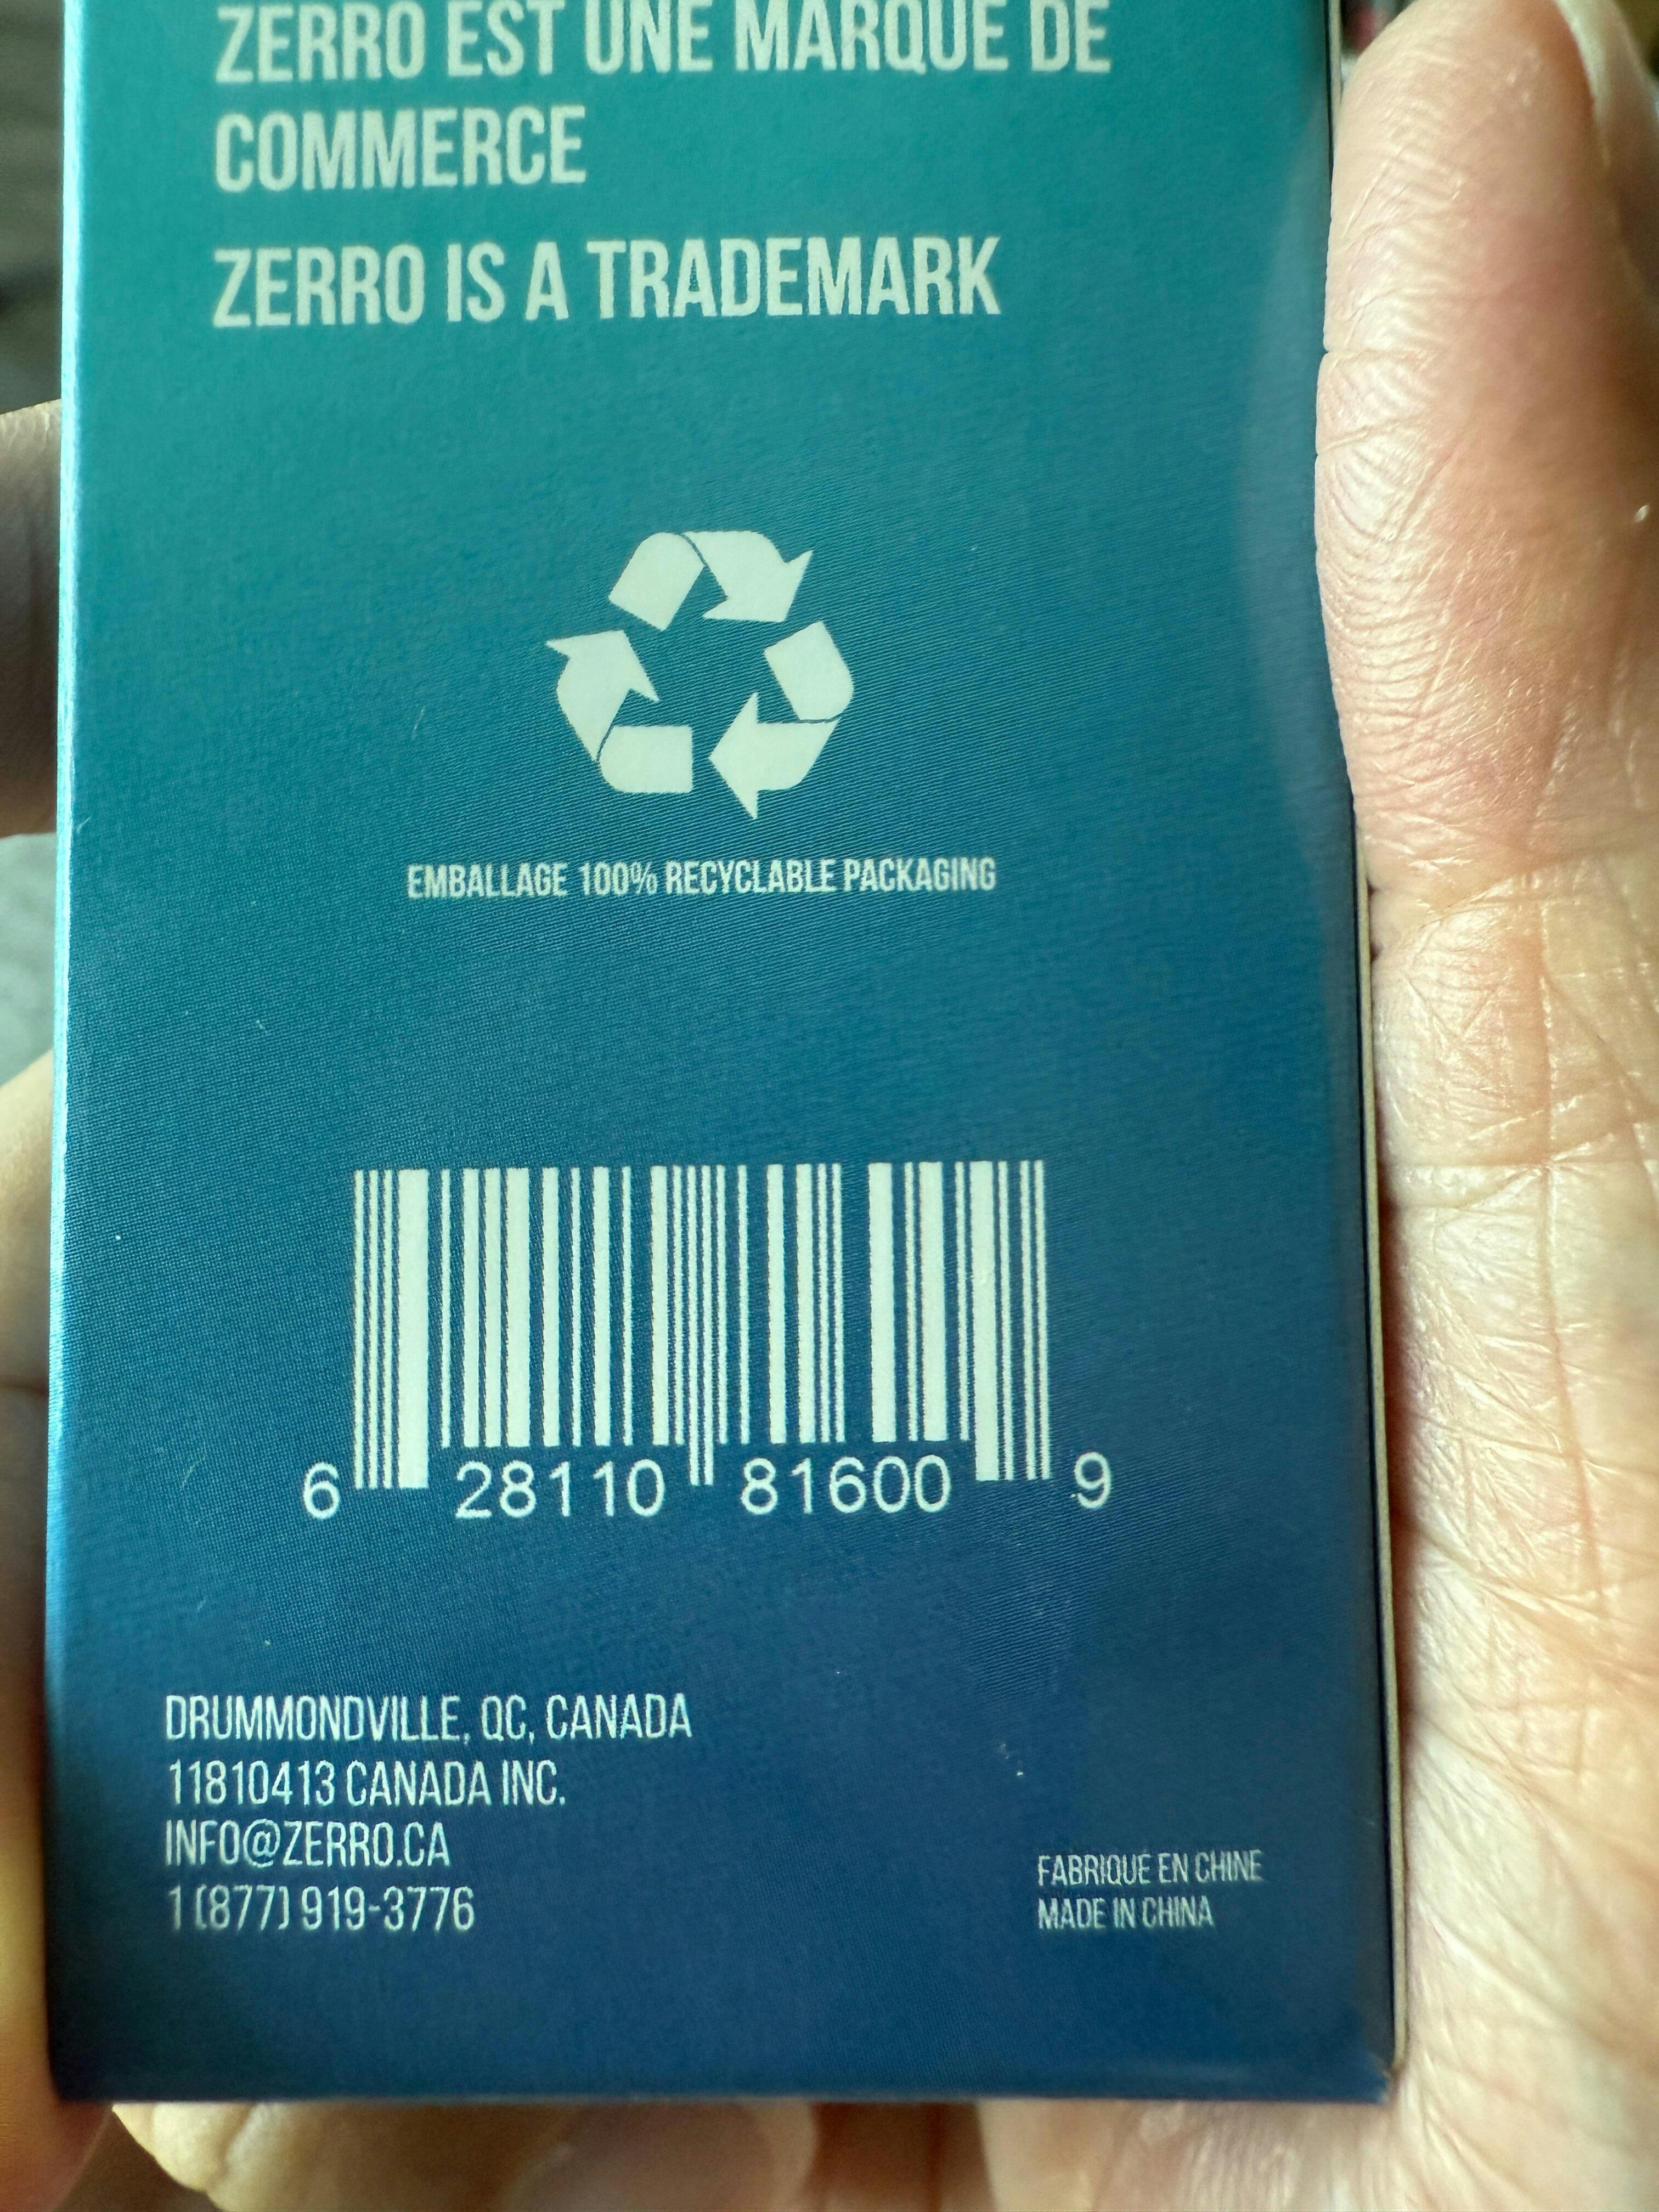 ZERRO EST UNE MARQUE DE
COMMERCE
ZERRO IS A TRADEMARK
EMBALLAGE 100% RECYCLABLE PACKAGING
6 28110 81600 9
DRUMMONDVILLE, QC, CANADA
11810413 CANADA INC.
INFO@ZERRO.CA
1 (877) 919-3776
FABRIQUÉ EN CHINE
MADE IN CHINA